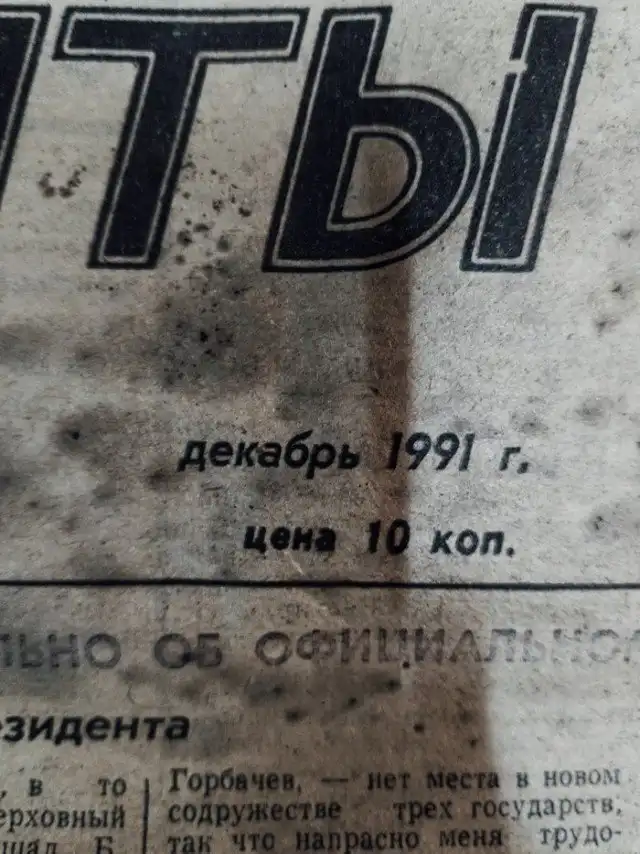 ТЫ
декабрь 1991 г.
цена 10 коп.
ЛЬНО ОБ ОФИЦИАЛЬНО
езидента
, в то
ерховный
Б.
Горбачев, — нет места в новом
содружестве трех государств,
так что напрасно меня трудо-